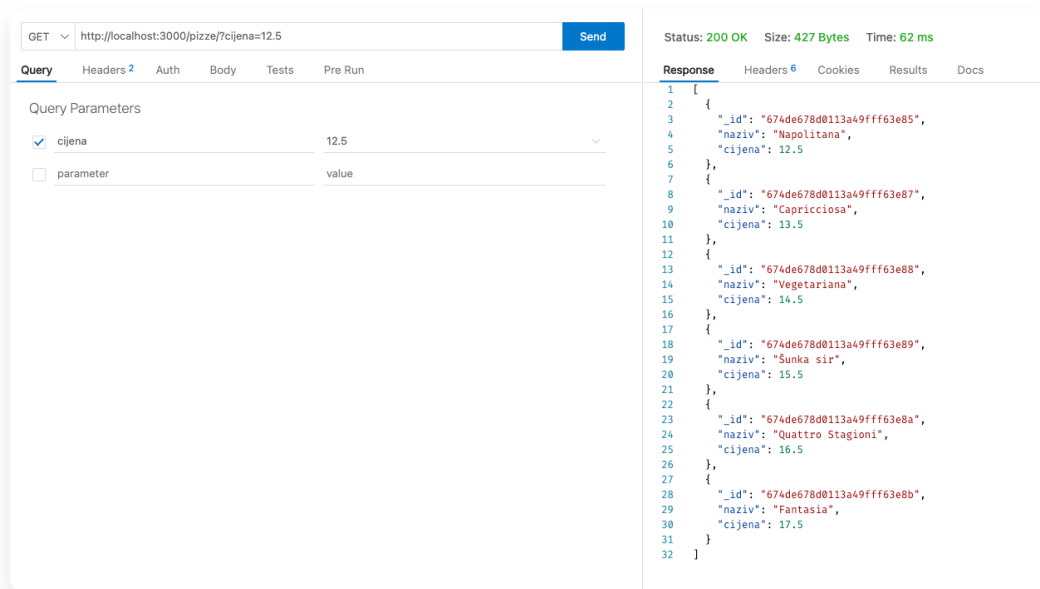 GET http://localhost:3000/pizze/?cijena=12.5 Send
Query Headers 2 Auth Body Tests Pre Run
Query Parameters
cijena 12.5
parameter value
Status: 200 OK Size: 427 Bytes Time: 62 ms
Response Headers 6 Cookies Results Docs
1 [
2 {
3 "_id": "674de678d0113a49fff63e85",
4 "naziv": "Napolitana",
5 "cijena": 12.5
6 },
7 {
8 "_id": "674de678d0113a49fff63e87",
9 "naziv": "Capricciosa",
10 "cijena": 13.5
11 },
12 {
13 "_id": "674de678d0113a49fff63e88",
14 "naziv": "Vegetariana",
15 "cijena": 14.5
16 },
17 {
18 "_id": "674de678d0113a49fff63e89",
19 "naziv": "Šunka sir",
20 "cijena": 15.5
21 },
22 {
23 "_id": "674de678d0113a49fff63e8a",
24 "naziv": "Quattro Stagioni",
25 "cijena": 16.5
26 },
27 {
28 "_id": "674de678d0113a49fff63e8b",
29 "naziv": "Fantasia",
30 "cijena": 17.5
31 }
32 ]